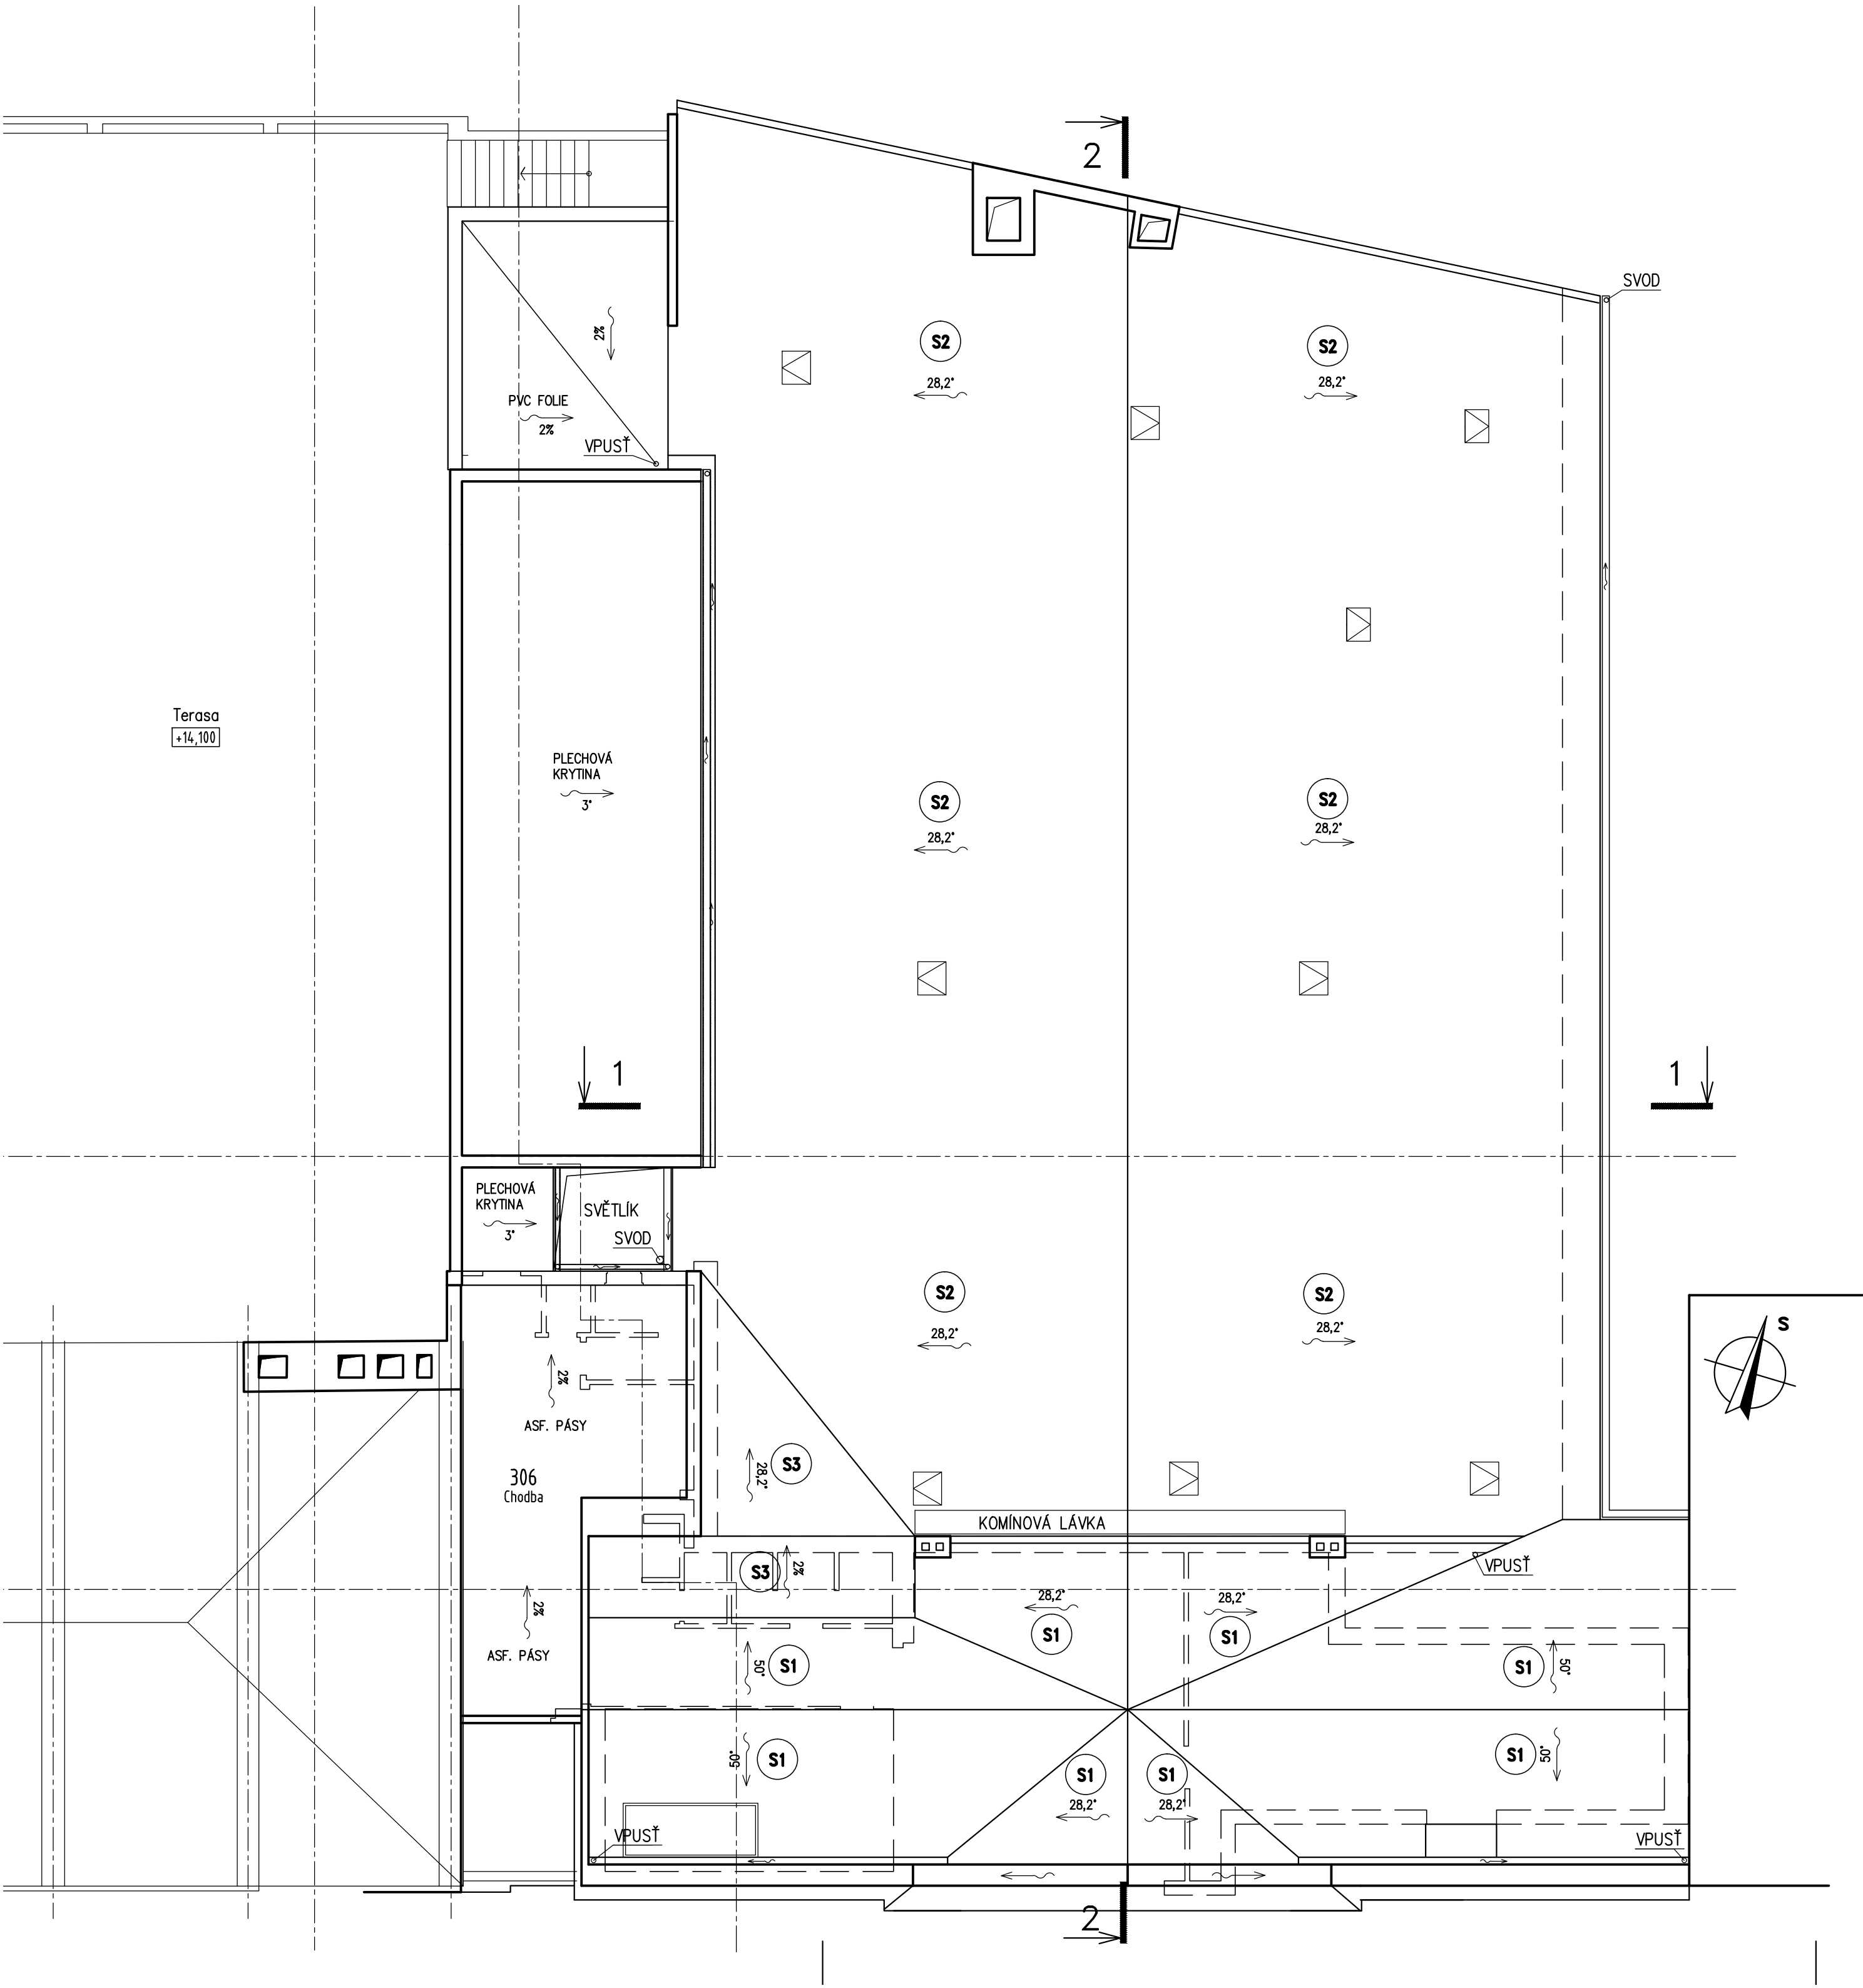 2
SVOD
S2
28,2°
S2
28,2°
2%
PVC FOLIE
2%
VPUSŤ
Terasa
+14,100
PLECHOVÁ
KRYTINA
3°
S2
28,2°
S2
28,2°
1
1
PLECHOVÁ
KRYTINA
3°
SVĚTLÍK
SVOD
S2
28,2°
S2
28,2°
S
2%
ASF. PÁSY
306
Chodba
S3
28,2°
KOMÍNOVÁ LÁVKA
S3
2%
VPUSŤ
2%
ASF. PÁSY
28,2°
S1
28,2°
S1
S1
50°
S1
50°
50°
S1
S1
28,2°
S1
28,2°
S1
50°
VPUSŤ
VPUSŤ
2